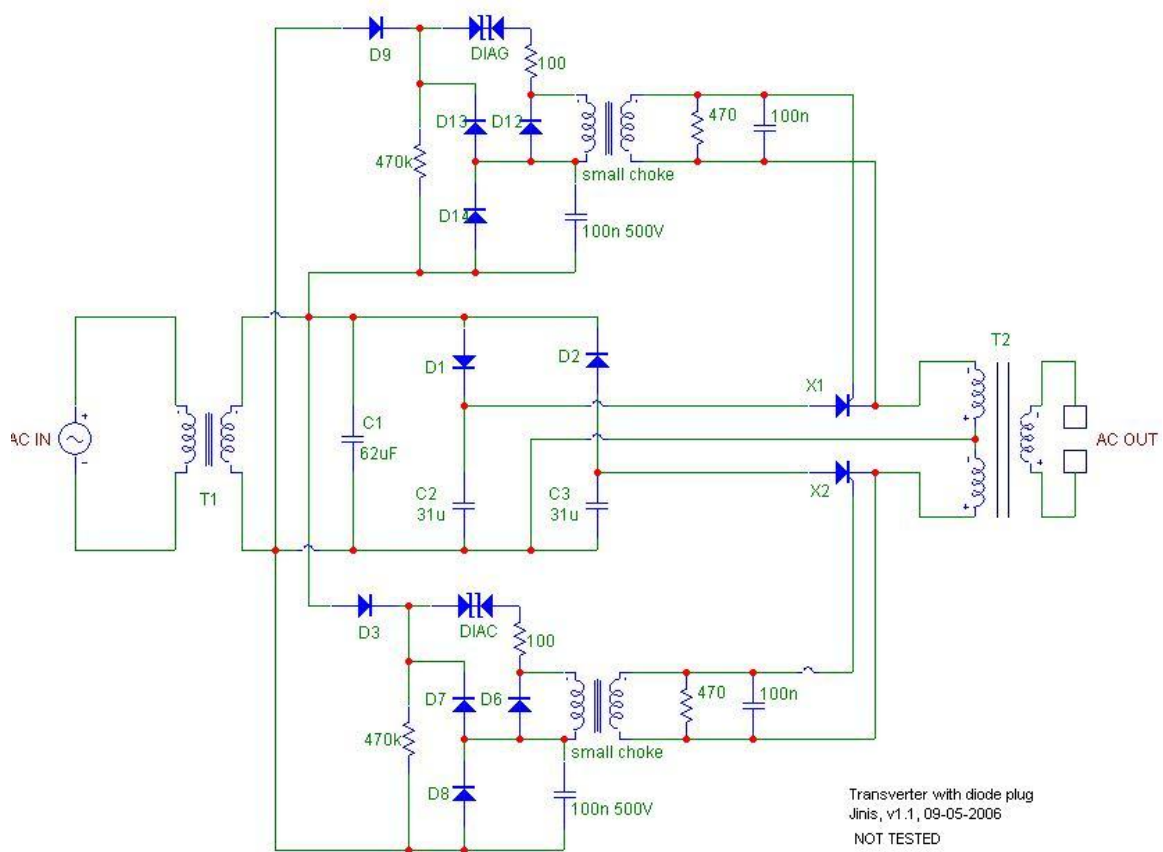 D9
DIAG
100
D13
D12
470
100n
470k
small choke
D14
100n 500V
T2
D1
D2
X1
AC IN
C1
62uF
AC OUT
T1
C2
31u
C3
31u
X2
D3
DIAC
100
D7
D6
470
100n
470k
small choke
D8
100n 500V
Transverter with diode plug
Jinis, v1.1, 09-05-2006
NOT TESTED